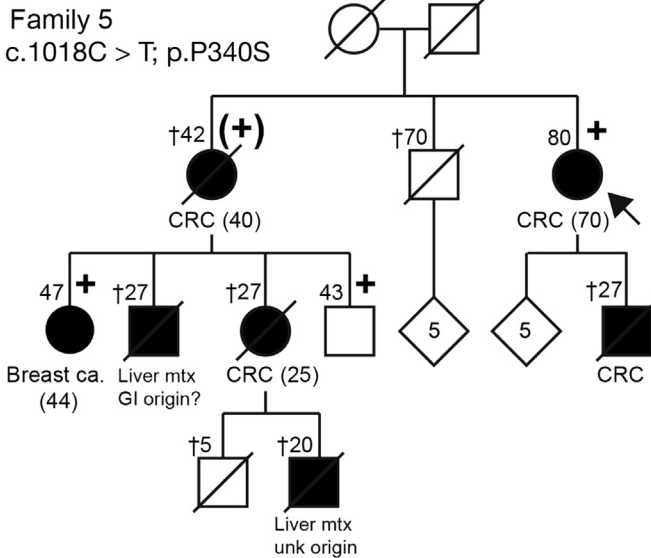 Family 5
c.1018C > T; p.P340S
†42 (+)
†70
80 +
CRC (40)
CRC (70)
47 +
†27
†27
43 +
5
5
†27
Breast ca.
(44)
Liver mtx
GI origin?
CRC (25)
CRC
†5
†20
Liver mtx
unk origin